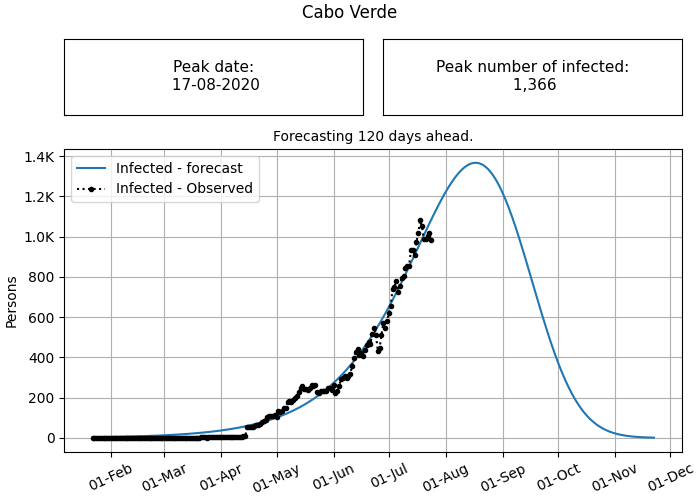 Cabo Verde
Peak date:
17-08-2020
Peak number of infected:
1,366
Forecasting 120 days ahead.
1.4K
1.2K
1.0K
800
600
400
200
0
Persons
Infected - forecast
Infected - Observed
01-Feb
01-Mar
01-Apr
01-May
01-Jun
01-Jul
01-Aug
01-Sep
01-Oct
01-Nov
01-Dec